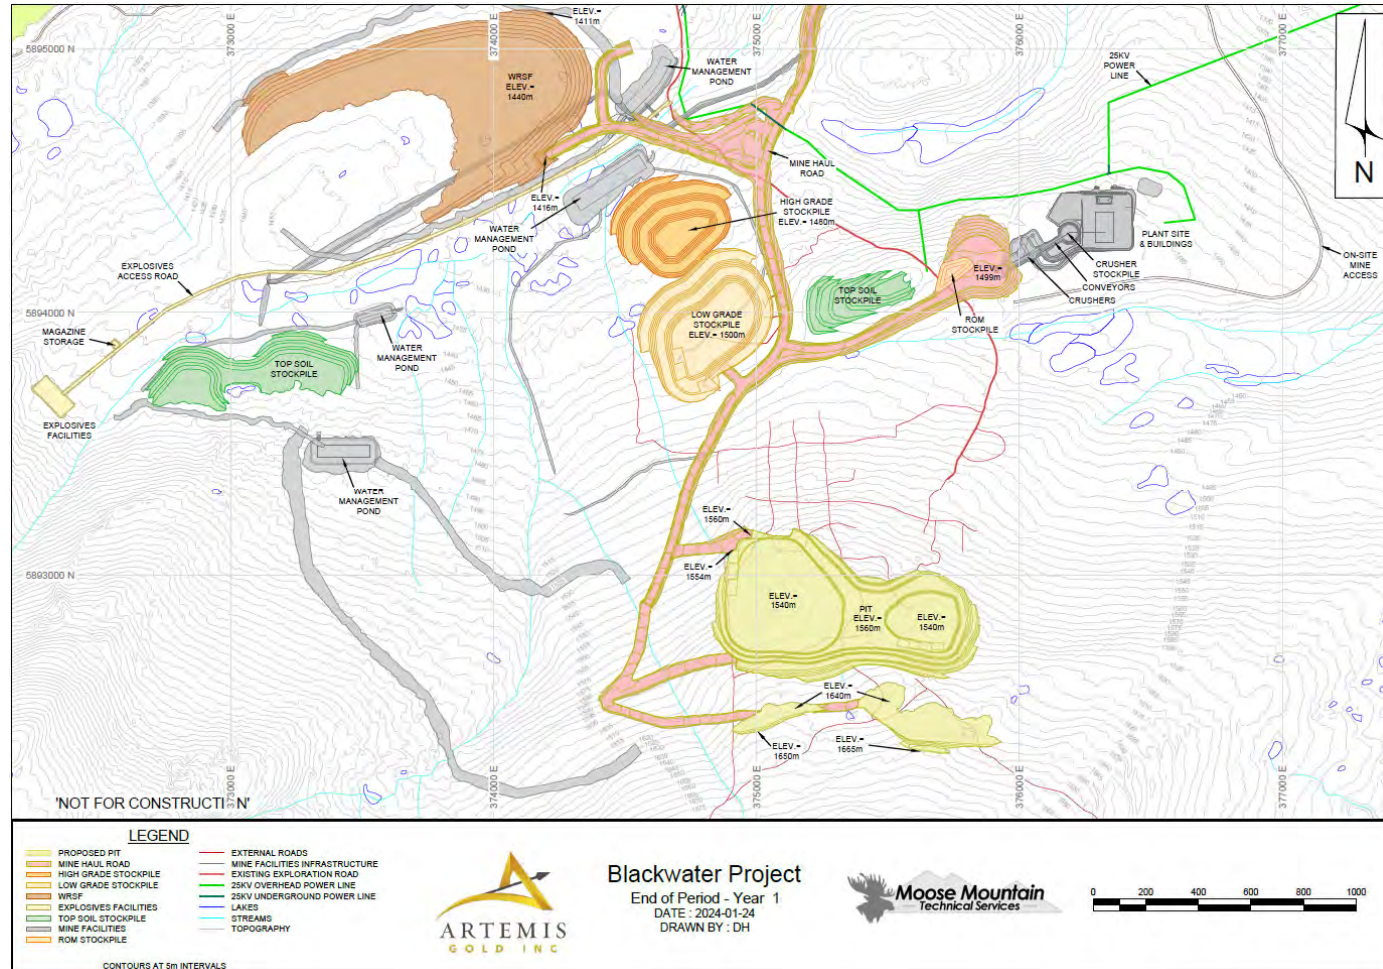 ELEV.=
1411m
373000 E
374000 E
375000 E
376000 E
377000 E
5895000 N
WRSF
ELEV.=
1440m
WATER
MANAGEMENT
POND
25KV
POWER
LINE
N
MINE HAUL
ROAD
ELEV.=
1416m
HIGH GRADE
STOCKPILE
ELEV.= 1480m
WATER
MANAGEMENT
POND
PLANT SITE
& BUILDINGS
ON-SITE
MINE
ACCESS
EXPLOSIVES
ACCESS ROAD
CRUSHER
STOCKPILE
CONVEYORS
CRUSHERS
ELEV.=
1499m
TOP SOIL
STOCKPILE
ROM
STOCKPILE
5894000 N
LOW GRADE
STOCKPILE
ELEV.= 1500m
MAGAZINE
STORAGE
WATER
MANAGEMENT
POND
TOP SOIL
STOCKPILE
EXPLOSIVES
FACILITIES
WATER
MANAGEMENT
POND
ELEV.=
1560m
ELEV.=
1554m
5893000 N
ELEV.=
1540m
PIT
ELEV.=
1560m
ELEV.=
1540m
ELEV.=
1640m
ELEV.=
1650m
ELEV.=
1665m
373000 E
374000 E
375000 E
376000 E
377000 E
'NOT FOR CONSTRUCTI N'
LEGEND
PROPOSED PIT
MINE HAUL ROAD
HIGH GRADE STOCKPILE
LOW GRADE STOCKPILE
WRSF
EXPLOSIVES FACILITIES
TOP SOIL STOCKPILE
MINE FACILITIES
ROM STOCKPILE
EXTERNAL ROADS
MINE FACILITIES INFRASTRUCTURE
EXISTING EXPLORATION ROAD
25KV OVERHEAD POWER LINE
25KV UNDERGROUND POWER LINE
LAKES
STREAMS
TOPOGRAPHY
CONTOURS AT 5m INTERVALS
ARTEMIS
GOLD INC
Blackwater Project
End of Period - Year 1
DATE : 2024-01-24
DRAWN BY : DH
Moose Mountain
Technical Services
0 200 400 600 800 1000